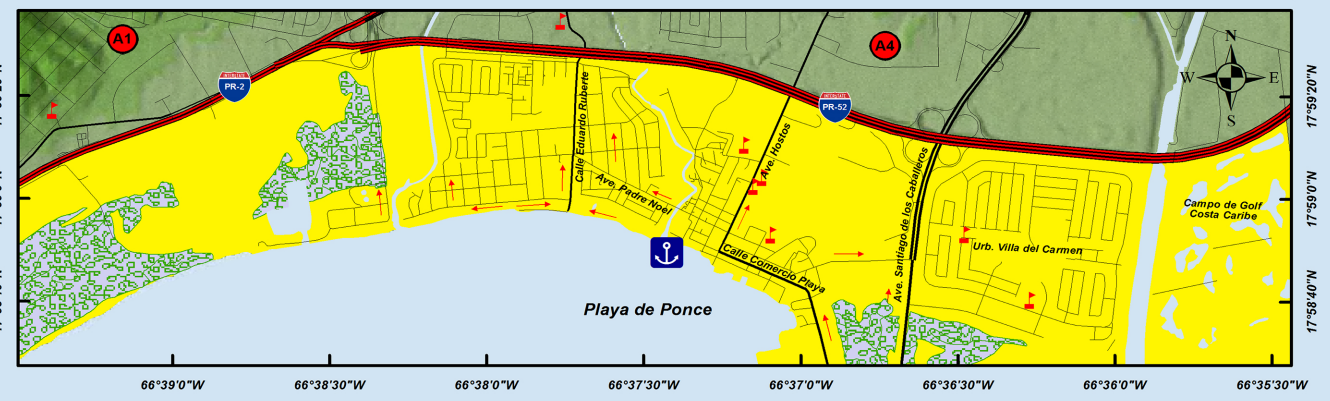 A1
A4
N
W
E
S
PR-2
PR-52
Calle Eduardo Ruberte
Ave. Hostos
Ave. Padre Noel
Ave. Santiago de los Caballeros
Campo de Golf
Costa Caribe
Urb. Villa del Carmen
Calle Comercio Playa
Playa de Ponce
17°59'20"N
17°59'0"N
17°58'40"N
66°39'0"W
66°38'30"W
66°38'0"W
66°37'30"W
66°37'0"W
66°36'30"W
66°36'0"W
66°35'30"W